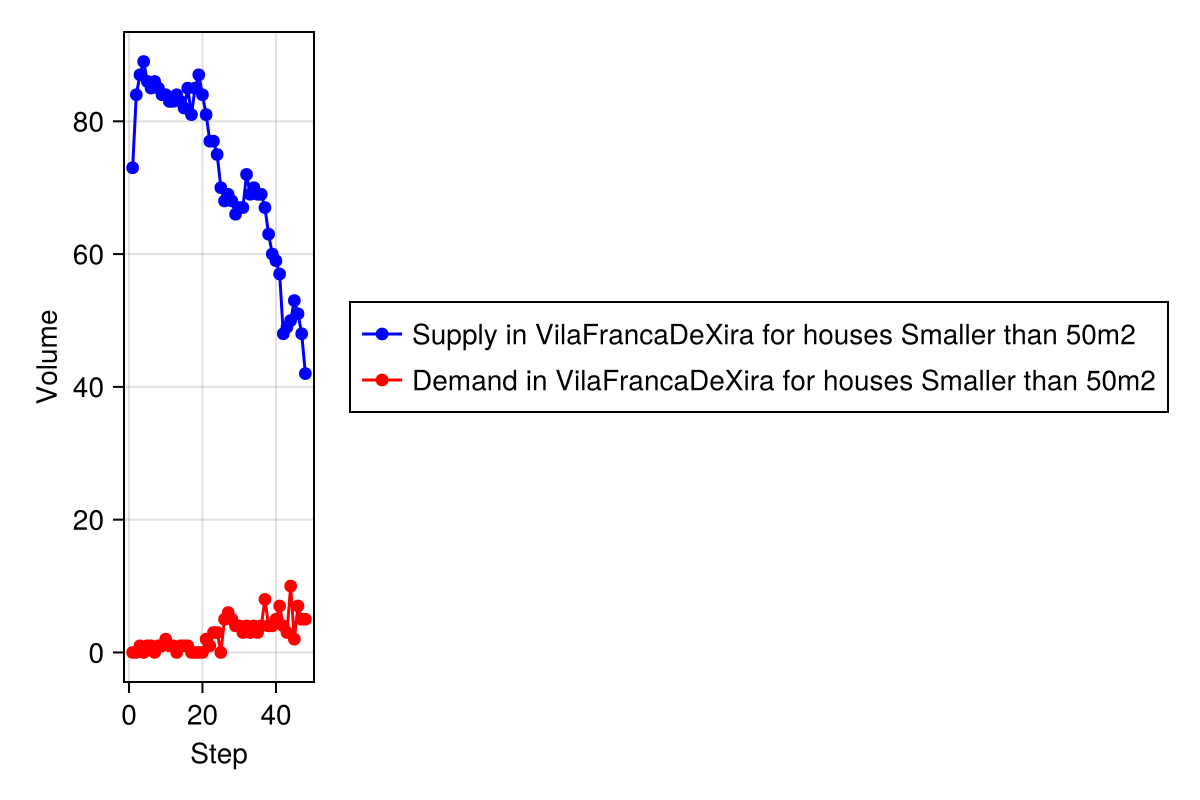 Volume
80
60
40
20
0
0 20 40
Step
Supply in VilaFrancaDeXira for houses Smaller than 50m2
Demand in VilaFrancaDeXira for houses Smaller than 50m2